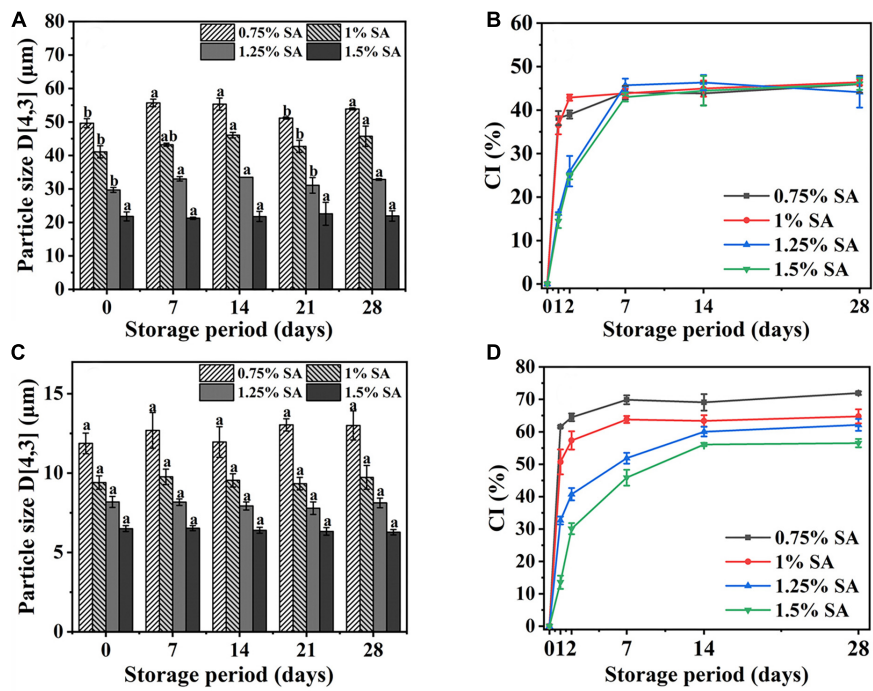 A
Particle size D[4,3] (μm)
80
70
60
50
40
30
20
10
0
0.75% SA 1% SA
1.25% SA 1.5% SA
b b b a
a ab a a
a a a a
b a b a
a a a a
0 7 14 21 28
Storage period (days)
B
CI (%)
60
50
40
30
20
10
0
0.75% SA
1% SA
1.25% SA
1.5% SA
0 1 2 7 14 28
Storage period (days)
C
Particle size D[4,3] (μm)
15
10
5
0
0.75% SA 1% SA
1.25% SA 1.5% SA
a a a a
a a a a
a a a a
a a a a
a a a a
0 7 14 21 28
Storage period (days)
D
CI (%)
80
70
60
50
40
30
20
10
0
0.75% SA
1% SA
1.25% SA
1.5% SA
0 1 2 7 14 28
Storage period (days)